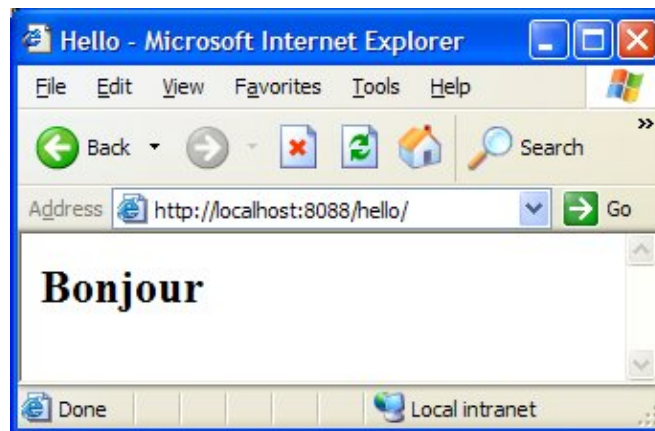 Hello - Microsoft Internet Explorer
File Edit View Favorites Tools Help
Back Search »
Address http://localhost:8088/hello/ Go
Bonjour
Done Local intranet